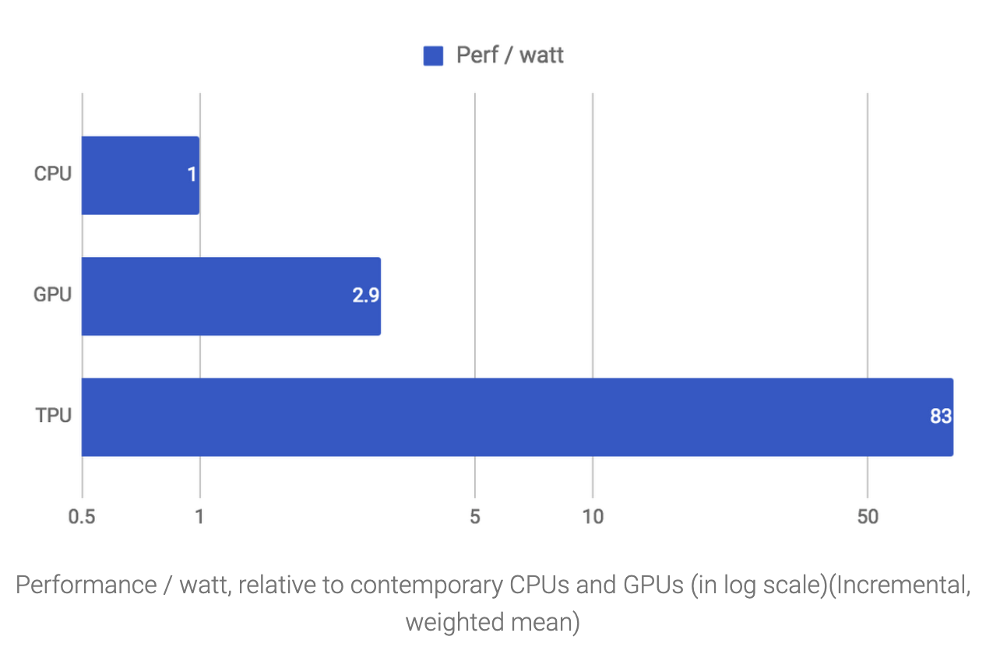 Perf / watt
CPU
1
GPU
2.9
TPU
83
0.5 1 5 10 50
Performance / watt, relative to contemporary CPUs and GPUs (in log scale)(Incremental,
weighted mean)